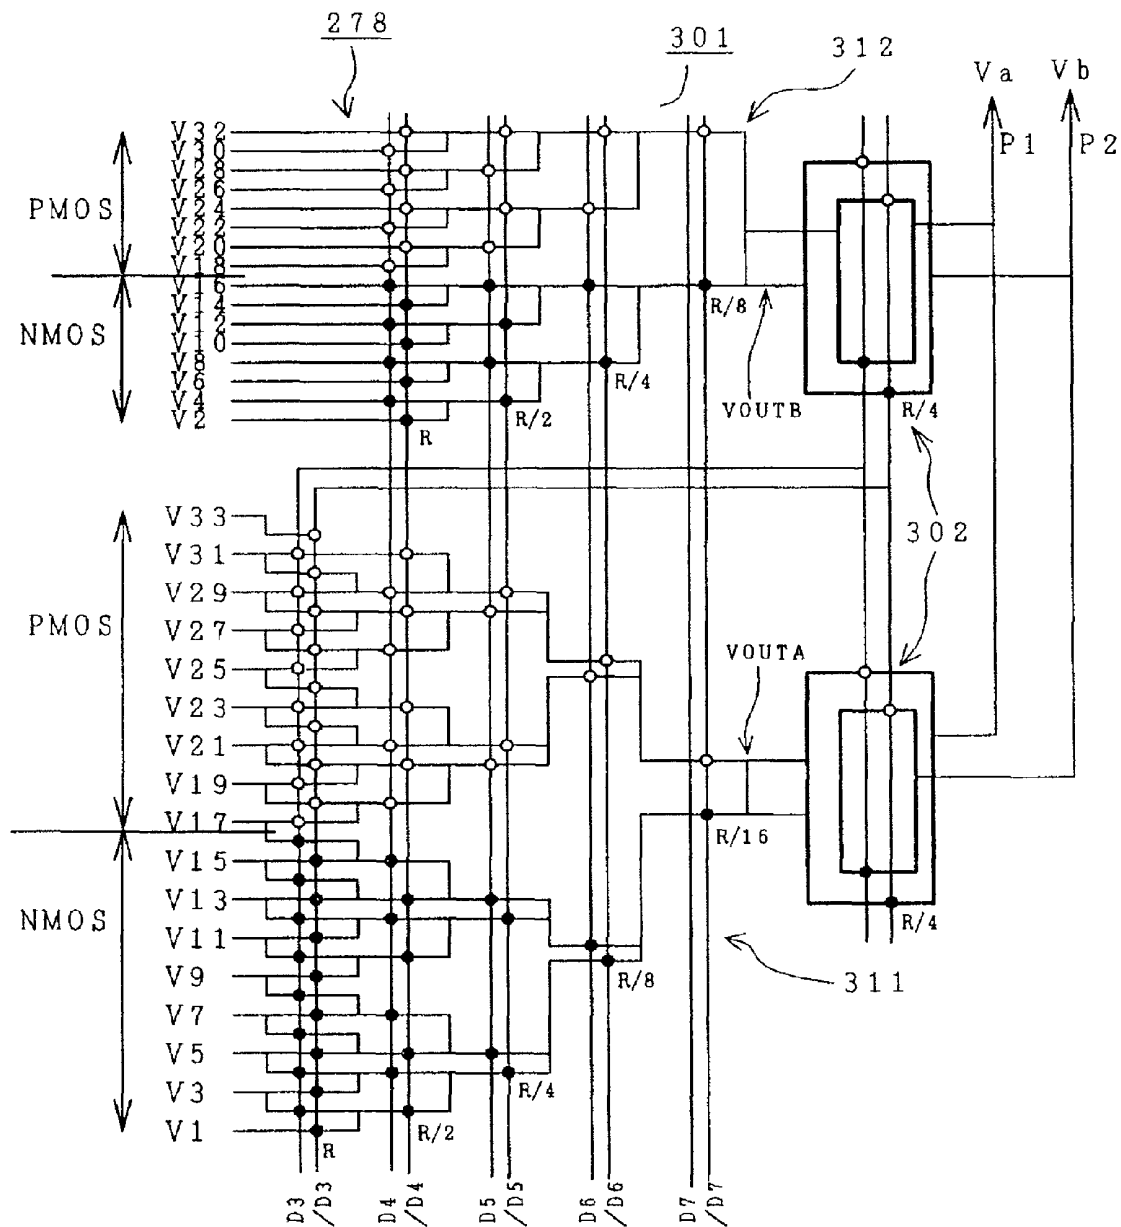 278
301
312
Va
Vb
P1
P2
V32
V30
V28
V26
V24
V22
V20
V18
V16
V14
V12
V10
V8
V6
V4
V2
PMOS
NMOS
R
R/2
R/4
R/8
VOUTB
R/4
302
V33
V31
V29
V27
V25
V23
V21
V19
V17
V15
V13
V11
V9
V7
V5
V3
V1
PMOS
NMOS
VOUTA
R/16
R/8
R/4
R/2
R
R/4
311
D3
/D3
D4
/D4
D5
/D5
D6
/D6
D7
/D7